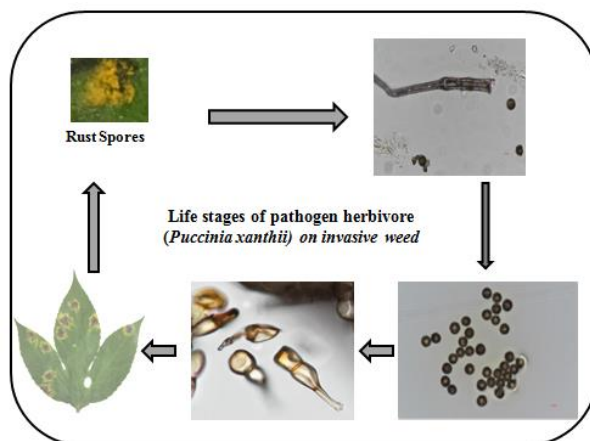 Rust Spores
Life stages of pathogen herbivore
(Puccinia xanthii) on invasive weed